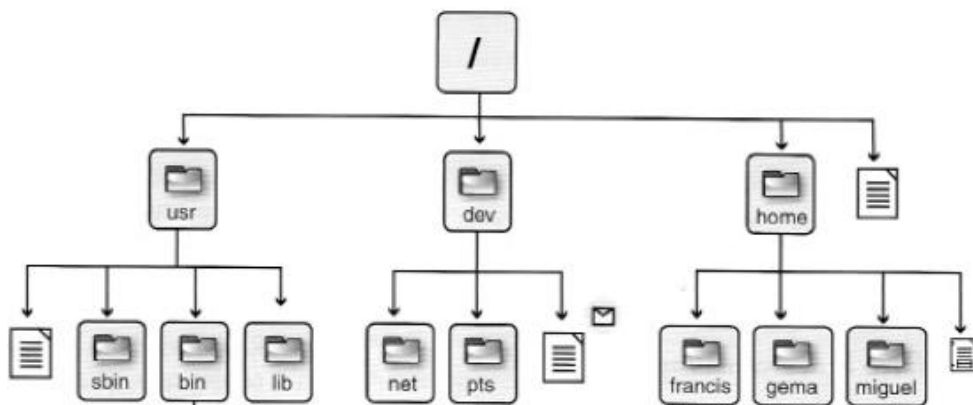 /
usr
dev
home
sbin
bin
lib
net
pts
francis
gema
miguel